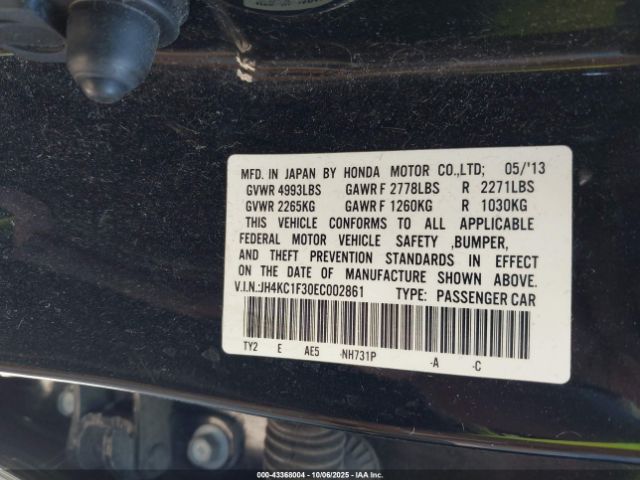 MFD. IN JAPAN BY HONDA MOTOR CO.,LTD; 05/'13
GVWR 4993LBS GAWR F 2778LBS R 2271LBS
GVWR 2265KG GAWR F 1260KG R 1030KG
THIS VEHICLE CONFORMS TO ALL APPLICABLE
FEDERAL MOTOR VEHICLE SAFETY ,BUMPER,
AND THEFT PREVENTION STANDARDS IN EFFECT
ON THE DATE OF MANUFACTURE SHOWN ABOVE.
V.I.N.:JH4KC1F30EC002861 TYPE: PASSENGER CAR
TY2 E AE5 -NH731P -A -C
000-43368004 | 10/06/2025 | IAAI.COM